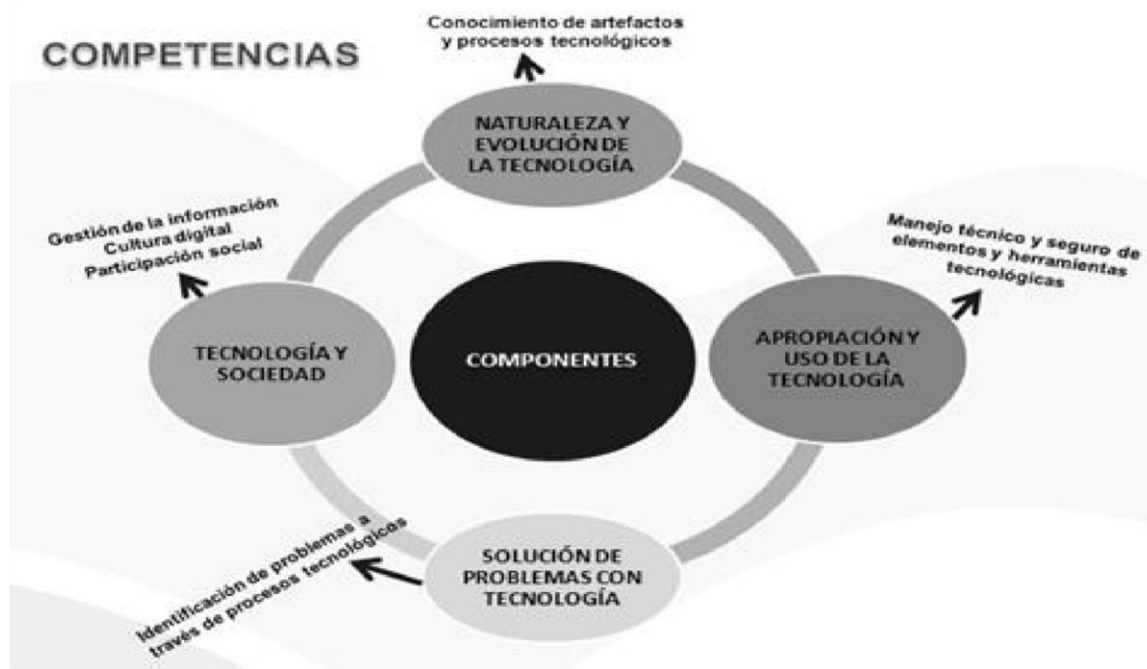 COMPETENCIAS
Conocimiento de artefactos
y procesos tecnológicos
NATURALEZA Y
EVOLUCIÓN DE
LA TECNOLOGÍA
Gestión de la información
Cultura digital
Participación social
Manejo técnico y seguro de
elementos y herramientas
tecnológicas
TECNOLOGÍA Y
SOCIEDAD
COMPONENTES
APROPIACIÓN Y
USO DE LA
TECNOLOGÍA
Identificación de problemas a
través de procesos tecnológicos
SOLUCIÓN DE
PROBLEMAS CON
TECNOLOGÍA